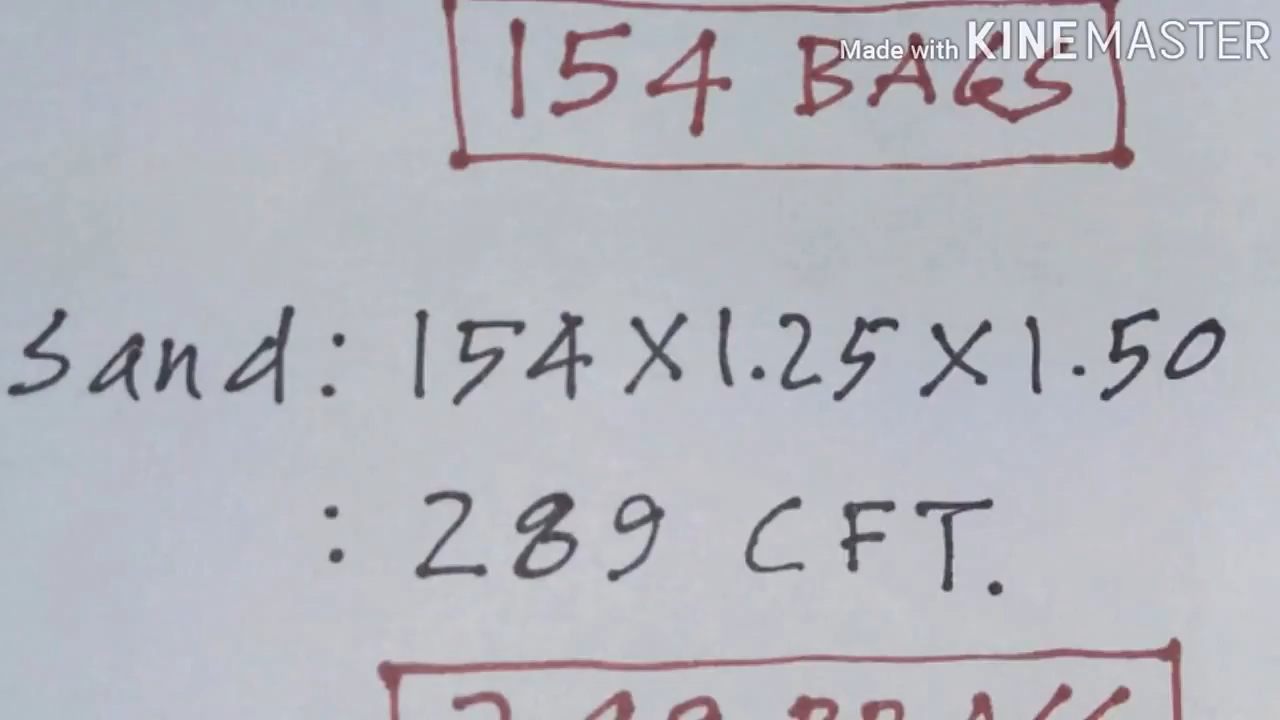 Made with KINEMASTER
154 BAGS
Sand: 154 X 1.25 X 1.50
: 289 CFT.